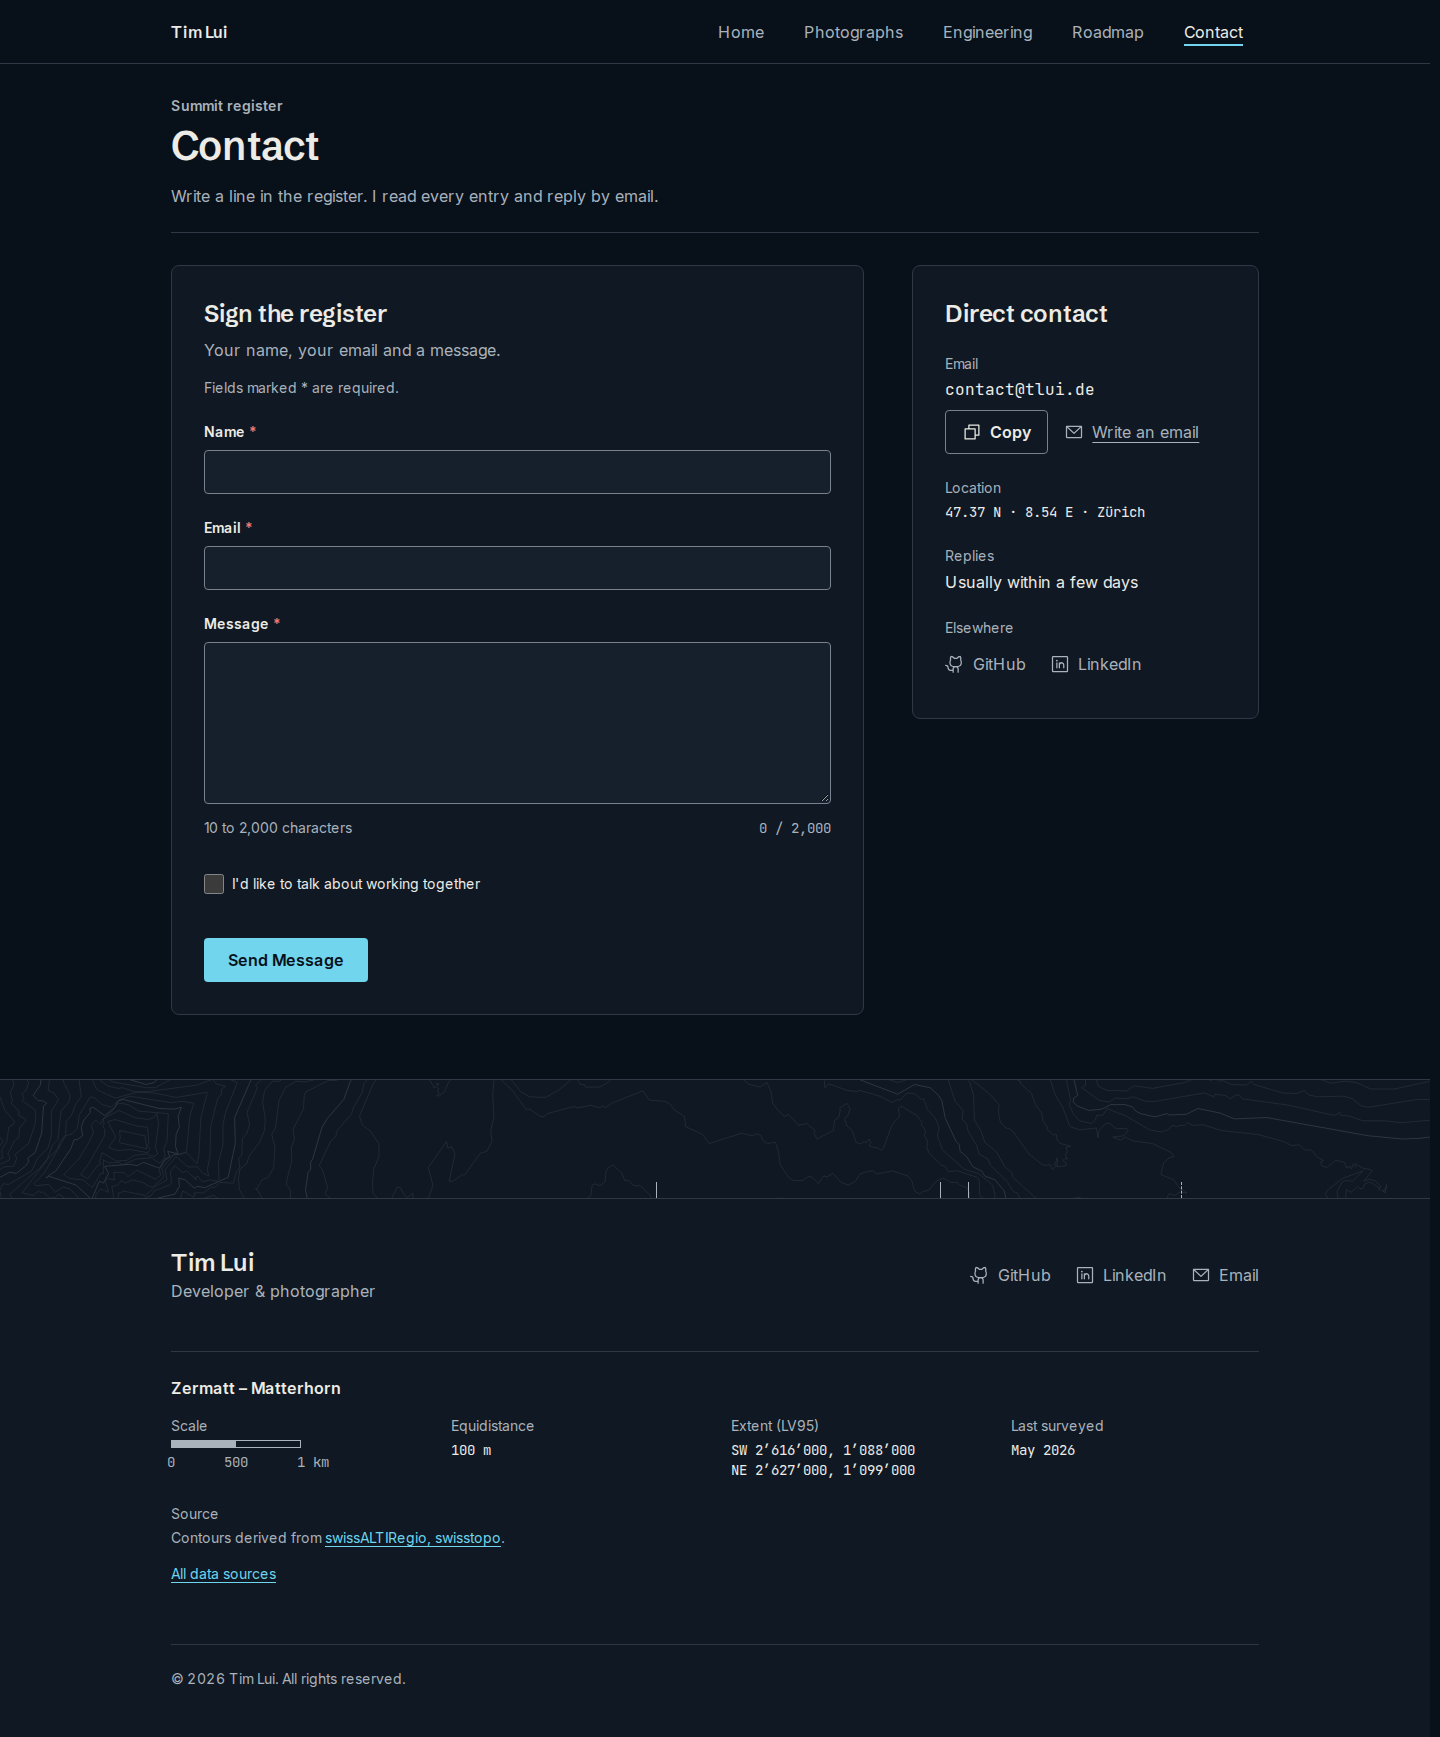 Tim Lui
Home Photographs Engineering Roadmap Contact
Summit register
Contact
Write a line in the register. I read every entry and reply by email.
Sign the register
Your name, your email and a message.
Fields marked * are required.
Name *
Email *
Message *
10 to 2,000 characters
0 / 2,000
I'd like to talk about working together
Send Message
Direct contact
Email
contact@tlui.de
Copy
Write an email
Location
47.37 N · 8.54 E · Zürich
Replies
Usually within a few days
Elsewhere
GitHub LinkedIn
Tim Lui
Developer & photographer
GitHub LinkedIn Email
Zermatt – Matterhorn
Scale
0 500 1 km
Equidistance
100 m
Extent (LV95)
SW 2’616’000, 1’088’000
NE 2’627’000, 1’099’000
Last surveyed
May 2026
Source
Contours derived from swissALTIRegio, swisstopo.
All data sources
© 2026 Tim Lui. All rights reserved.